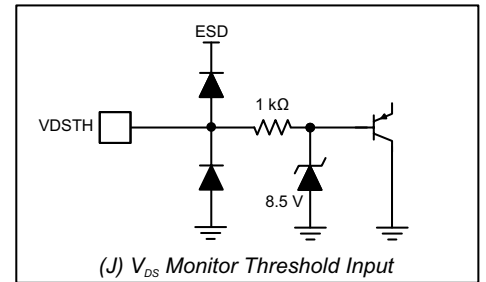 ESD
1 kΩ
VDSTH
8.5 V
(J) V_DS Monitor Threshold Input